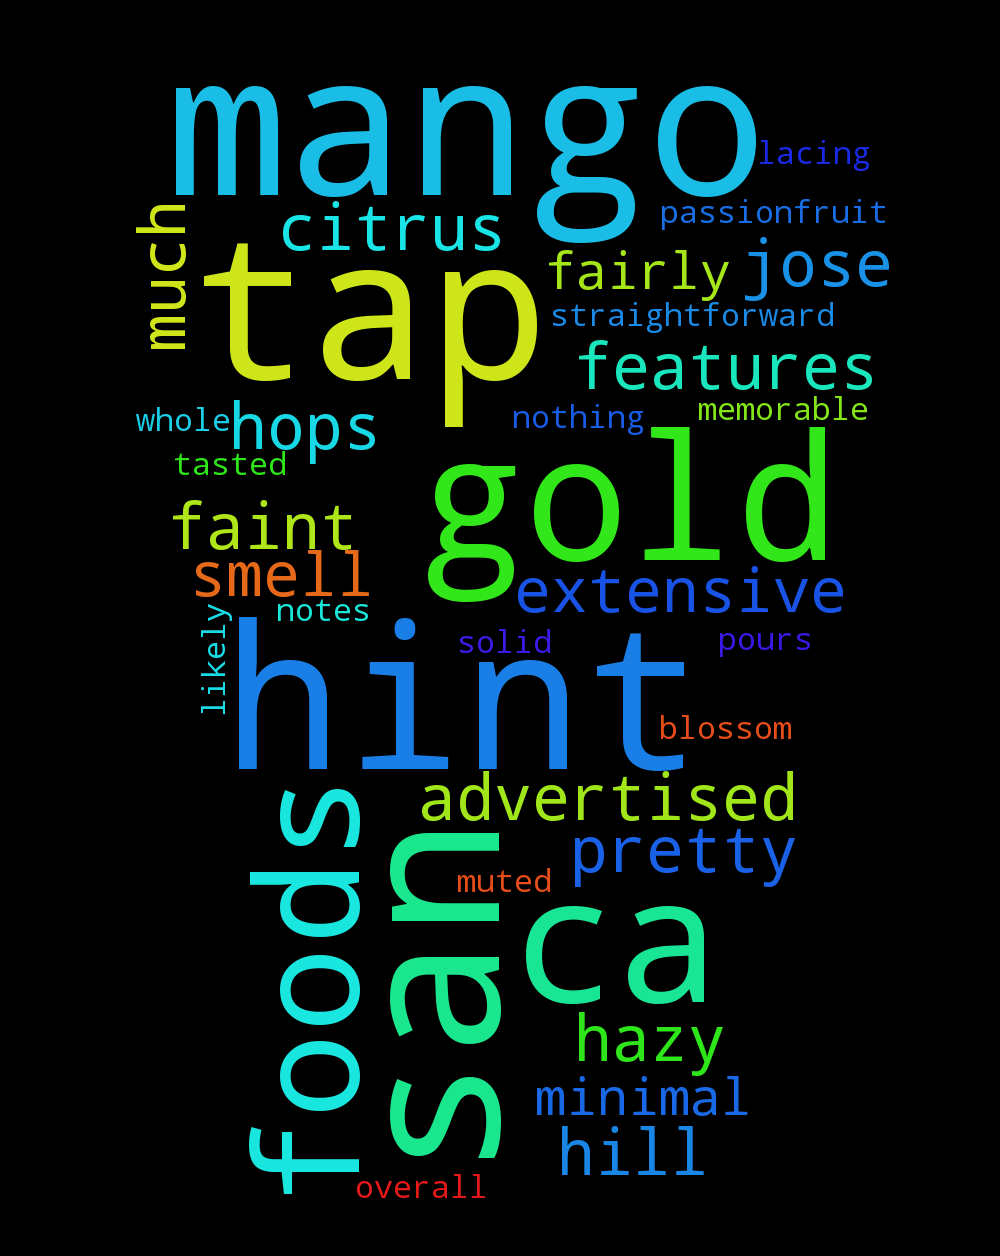 mango
lacing
passionfruit
much
citrus
tap
fairly
jose
straightforward
features
whole
hops
nothing
memorable
tasted
gold
faint
smell
extensive
notes
likely
hint
solid
pours
blossom
advertised
foods
san
pretty
muted
ca
hazy
minimal
hill
overall